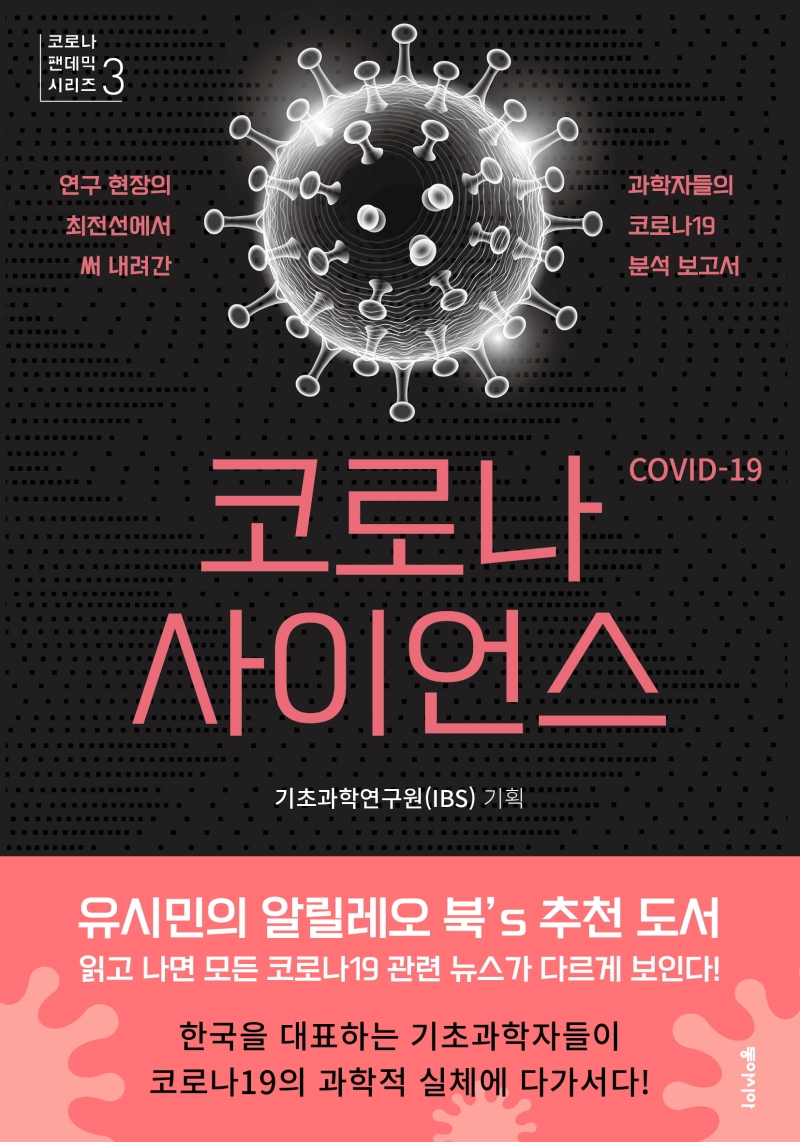 코로나
팬데믹
시리즈 3
연구 현장의
최전선에서
써 내려간
과학자들의
코로나19
분석 보고서
COVID-19
코로나
사이언스
기초과학연구원(IBS) 기획
유시민의 알릴레오 북's 추천 도서
읽고 나면 모든 코로나19 관련 뉴스가 다르게 보인다!
한국을 대표하는 기초과학자들이
코로나19의 과학적 실체에 다가서다!
동아시아